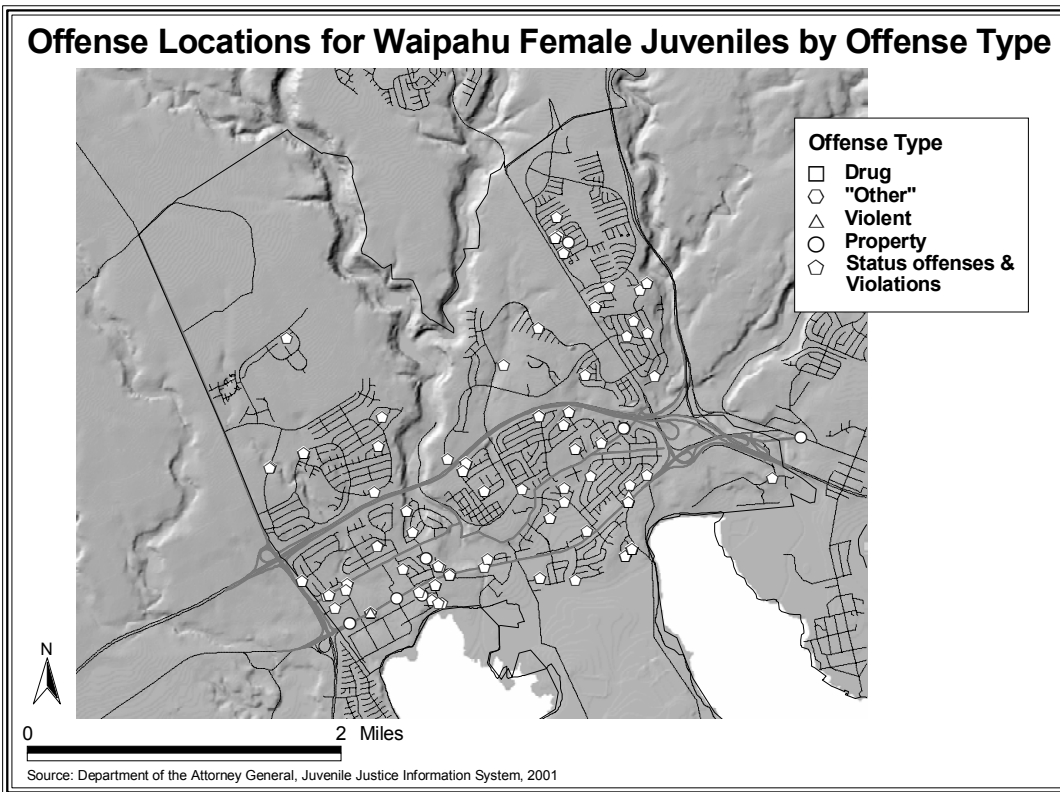 Offense Locations for Waipahu Female Juveniles by Offense Type
Offense Type
Drug
"Other"
Violent
Property
Status offenses &
Violations
N
0 2 Miles
Source: Department of the Attorney General, Juvenile Justice Information System, 2001